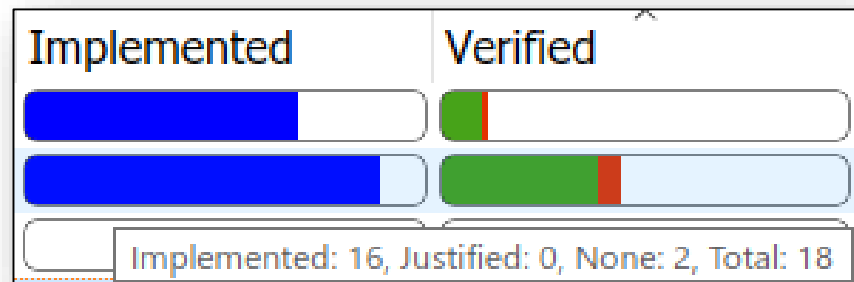 Implemented Verified
Implemented: 16, Justified: 0, None: 2, Total: 18